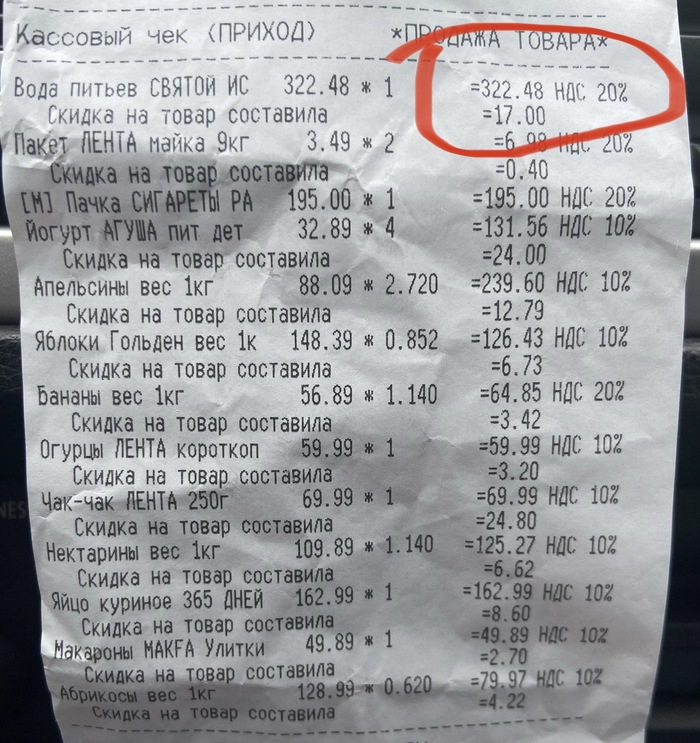 Кассовый чек (ПРИХОД) *ПРОДАЖА ТОВАРА*
Вода питьев СВЯТОЙ ИС 322.48 * 1 =322.48 НДС 20%
Скидка на товар составила =17.00
Пакет ЛЕНТА майка 9кг 3.49 * 2 =6.98 НДС 20%
Скидка на товар составила =0.40
[М] Пачка СИГАРЕТЫ РА 195.00 * 1 =195.00 НДС 20%
Йогурт АГУША пит дет 32.89 * 4 =131.56 НДС 10%
Скидка на товар составила =24.00
Апельсины вес 1кг 88.09 * 2.720 =239.60 НДС 10%
Скидка на товар составила =12.79
Яблоки Гольден вес 1к 148.39 * 0.852 =126.43 НДС 10%
Скидка на товар составила =6.73
Бананы вес 1кг 56.89 * 1.140 =64.85 НДС 20%
Скидка на товар составила =3.42
Огурцы ЛЕНТА короткоп 59.99 * 1 =59.99 НДС 10%
Скидка на товар составила =3.20
Чак-чак ЛЕНТА 250г 69.99 * 1 =69.99 НДС 10%
Скидка на товар составила =24.80
Нектарины вес 1кг 109.89 * 1.140 =125.27 НДС 10%
Скидка на товар составила =6.62
Яйцо куриное 365 ДНЕЙ 162.99 * 1 =162.99 НДС 10%
Скидка на товар составила =8.60
Макароны МАКFА Улитки 49.89 * 1 =49.89 НДС 10%
Скидка на товар составила =2.70
Абрикосы вес 1кг 128.99 * 0.620 =79.97 НДС 10%
Скидка на товар составила =4.22